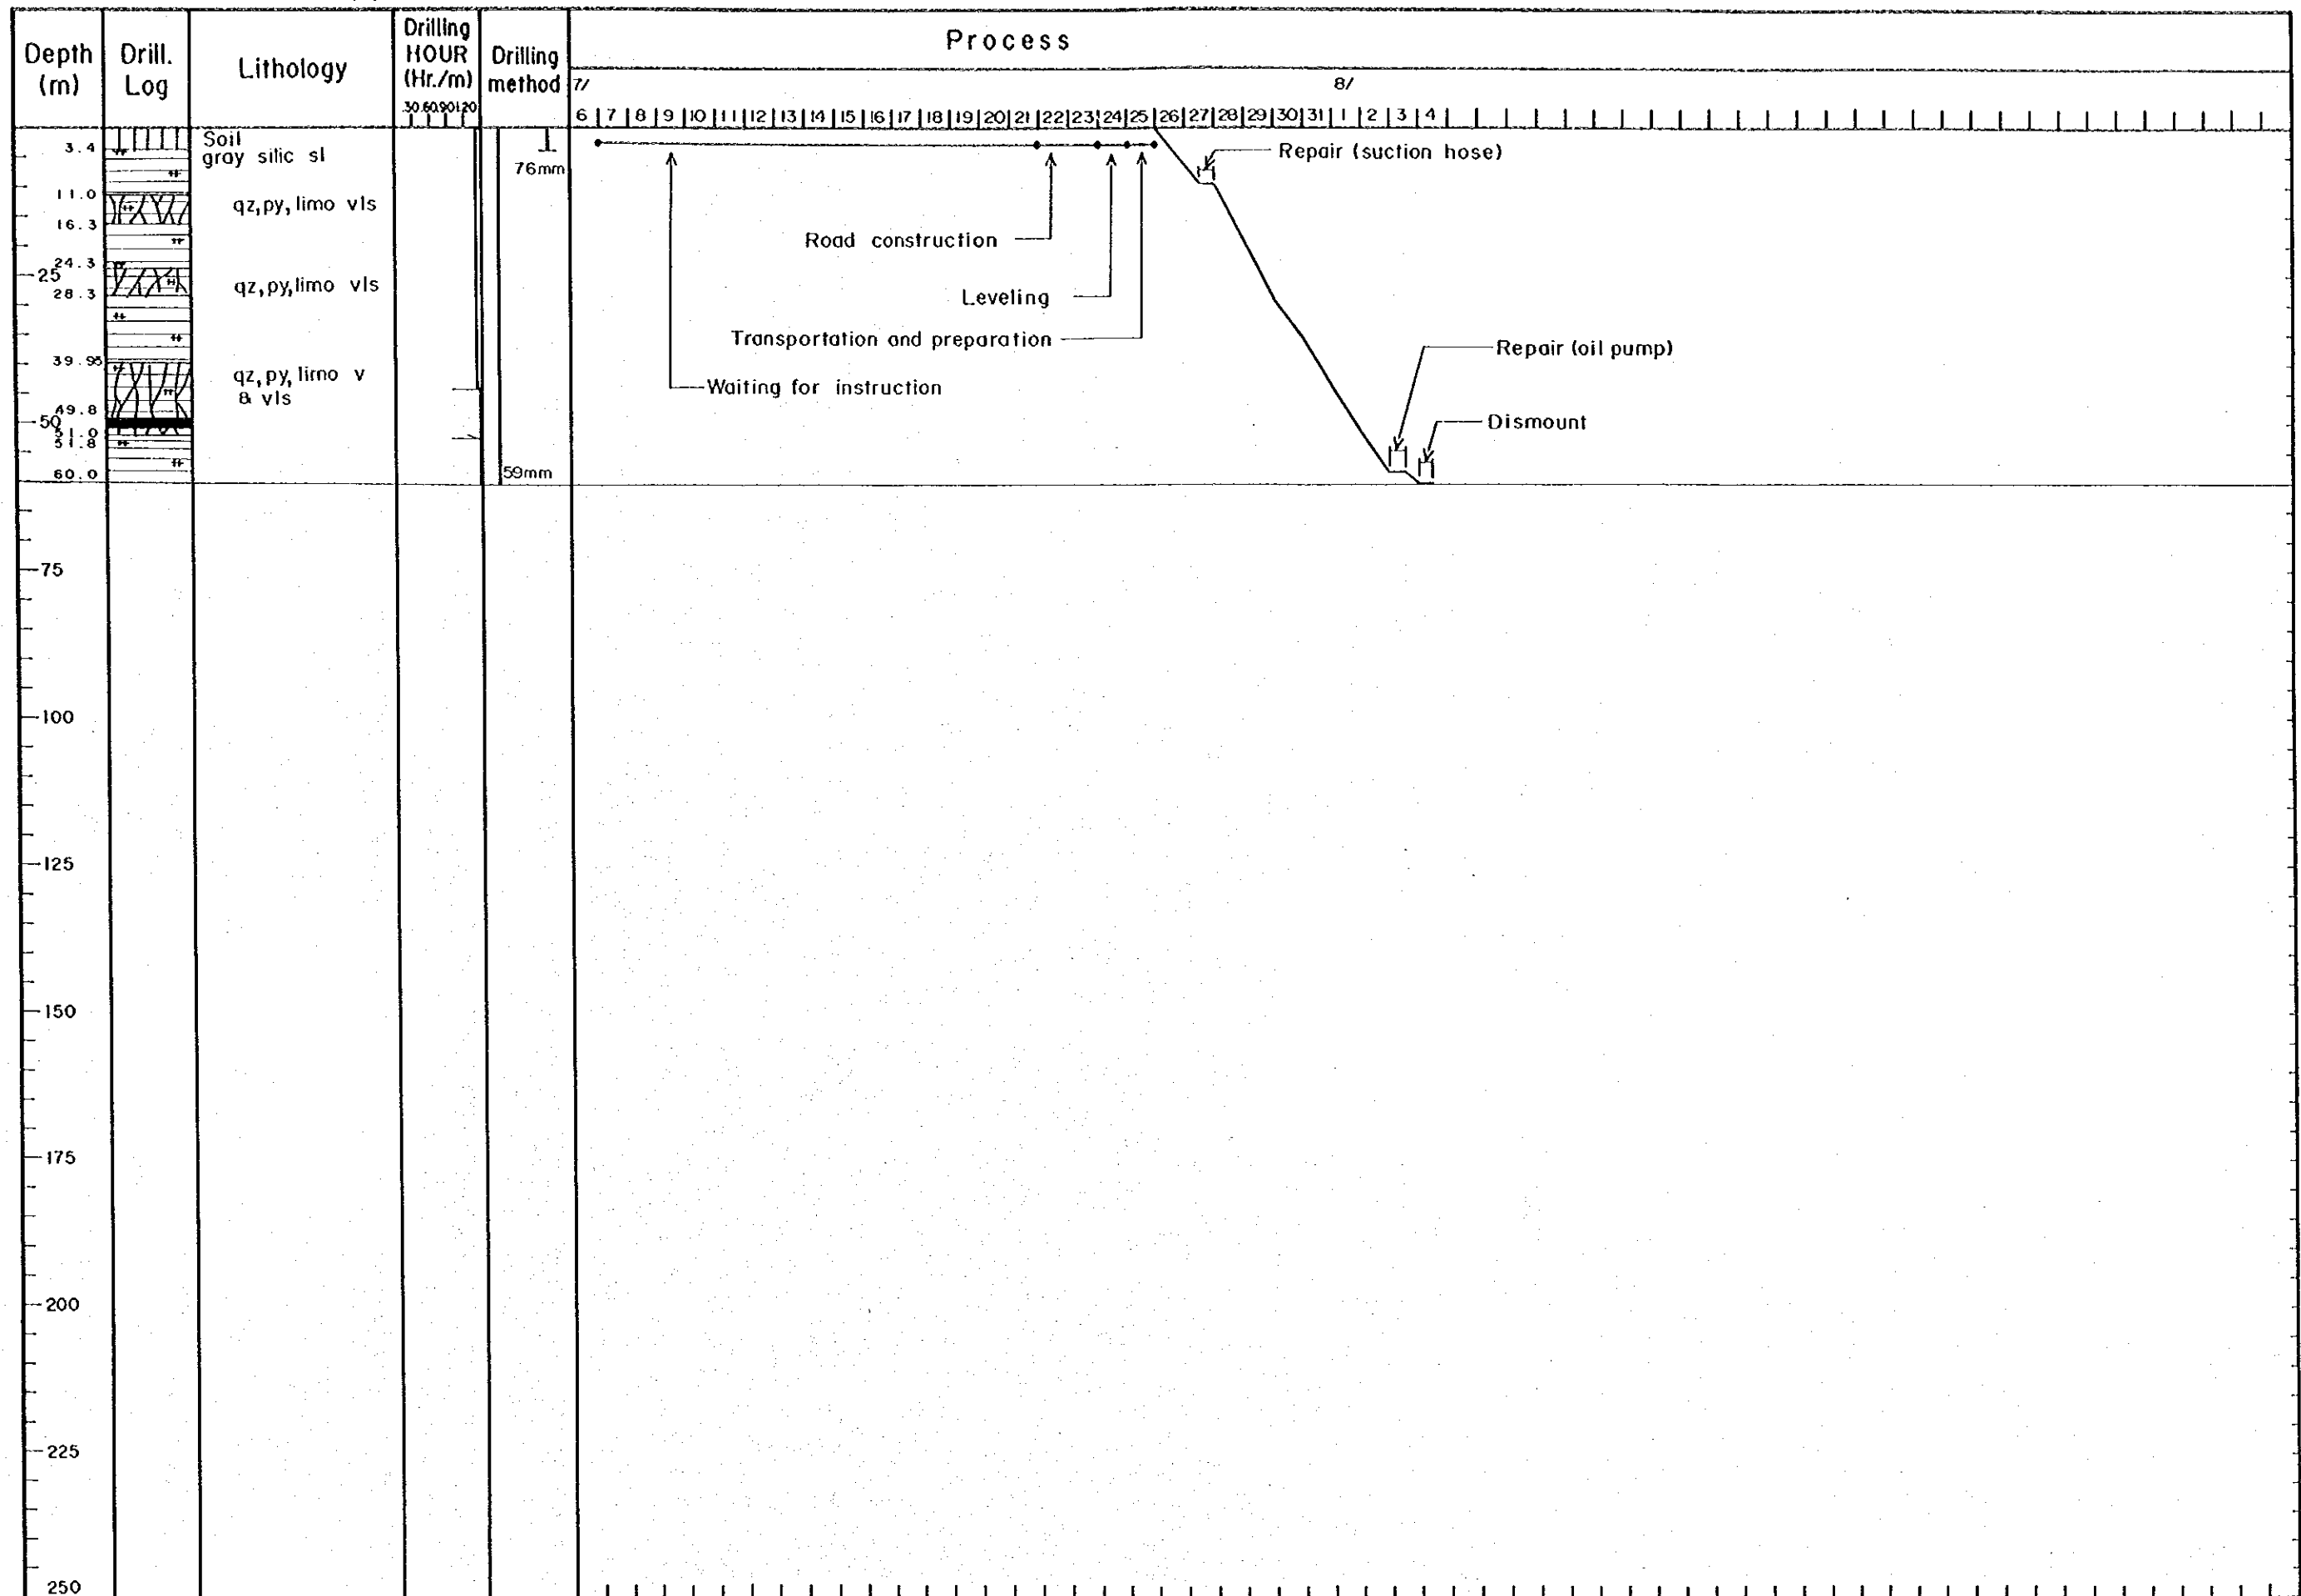 Depth (m)
Drill. Log
Lithology
Drilling HOUR (Hr./m)
30 60 90 120
Drilling method
Process
7/
8/
6 7 8 9 10 11 12 13 14 15 16 17 18 19 20 21 22 23 24 25 26 27 28 29 30 31 1 2 3 4
Soil
3.4
gray silic sl
76mm
Repair (suction hose)
11.0
qz,py, limo vls
16.3
Road construction
24.3
25
qz,py,limo vls
28.3
Leveling
Transportation and preparation
Repair (oil pump)
39.95
qz,py, limo v
& vls
Waiting for instruction
49.8
50
Dismount
51.0
51.8
60.0
59mm
75
100
125
150
175
200
225
250